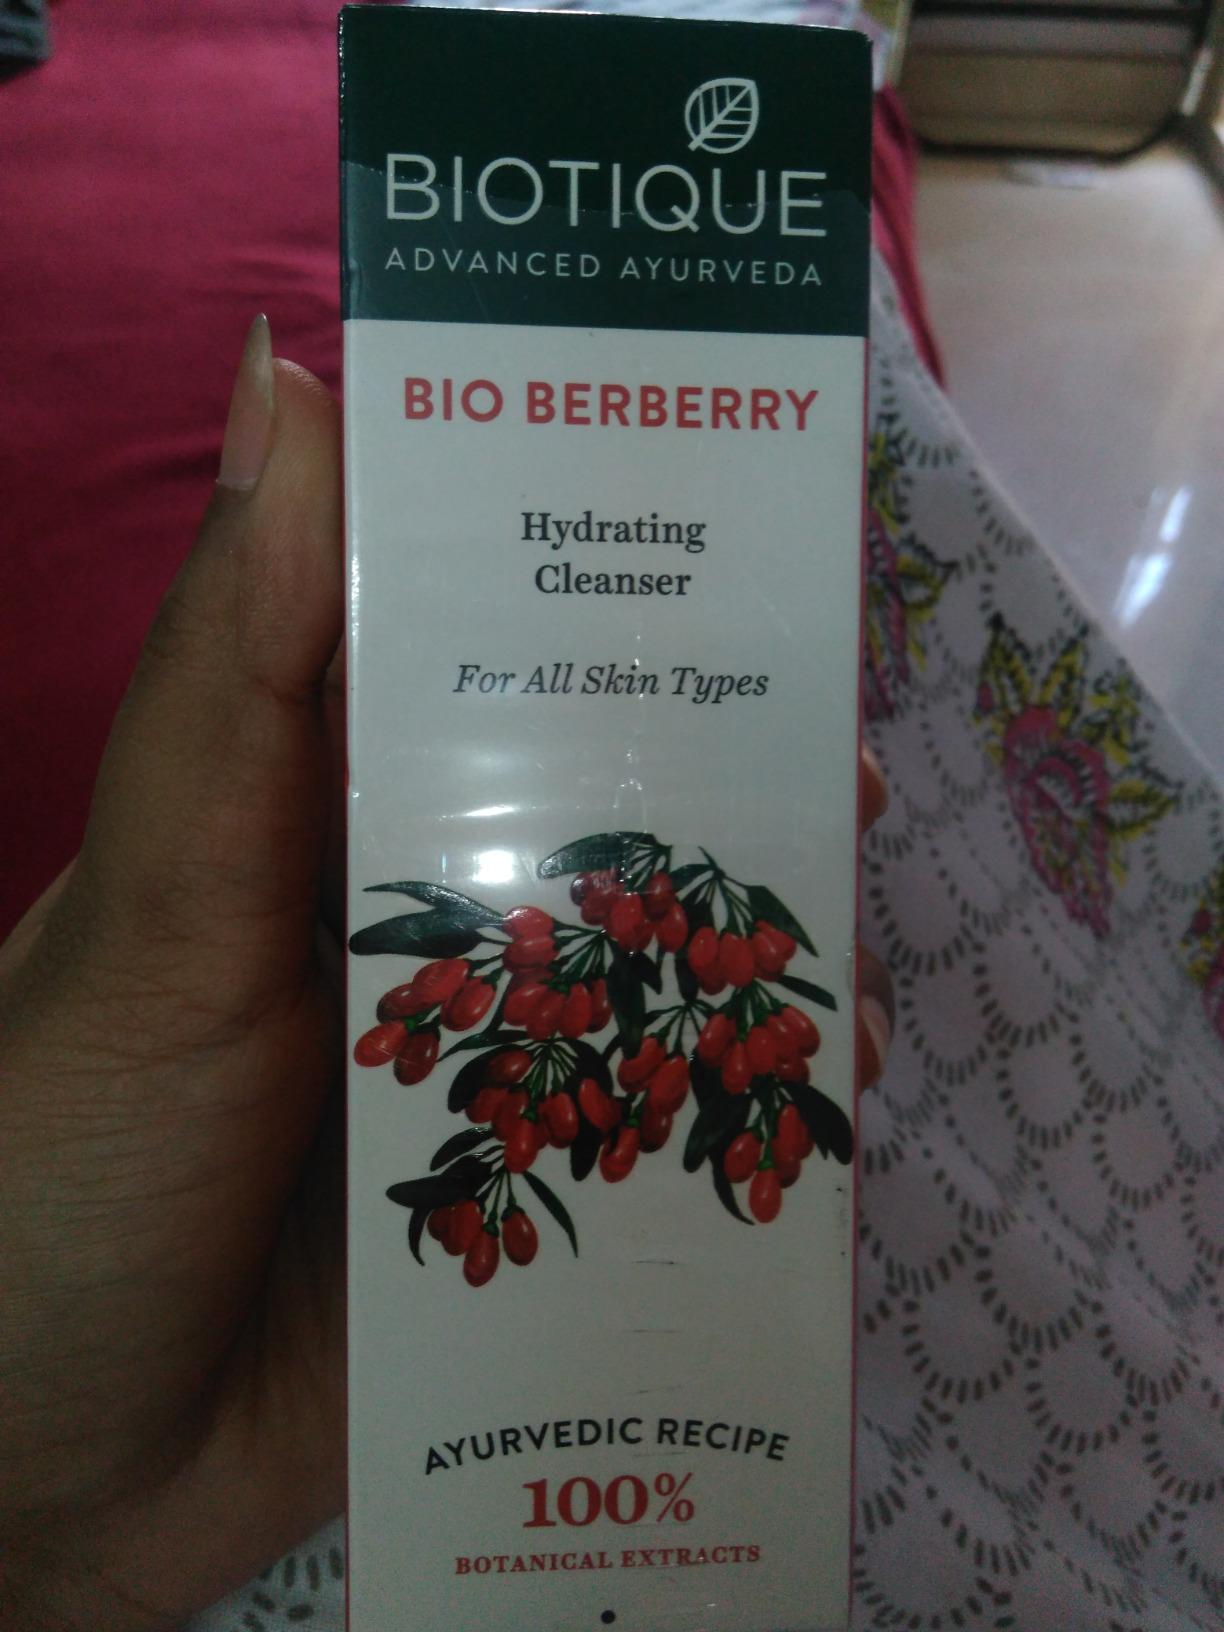 BIOTIQUE
ADVANCED AYURVEDA
BIO BERBERRY
Hydrating
Cleanser
For All Skin Types
AYURVEDIC RECIPE
100%
BOTANICAL EXTRACTS